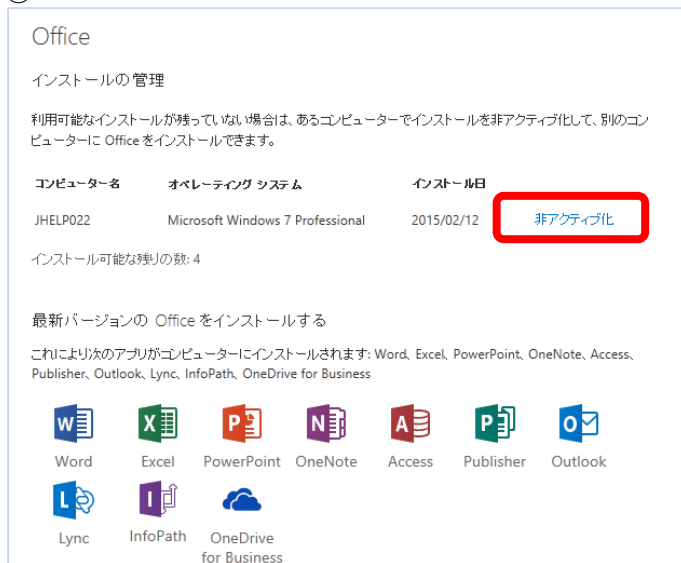 Office
インストールの管理
利用可能なインストールが残っていない場合は、あるコンピューターでインストールを非アクティブ化して、別のコン
ピューターに Office をインストールできます。
コンピューター名 オペレーティング システム インストール日
JHELP022 Microsoft Windows 7 Professional 2015/02/12 非アクティブ化
インストール可能な残りの数: 4
最新バージョンの Office をインストールする
これにより次のアプリがコンピューターにインストールされます: Word、Excel、PowerPoint、OneNote、Access、
Publisher、Outlook、Lync、InfoPath、OneDrive for Business
Word Excel PowerPoint OneNote Access Publisher Outlook
Lync InfoPath OneDrive
for Business